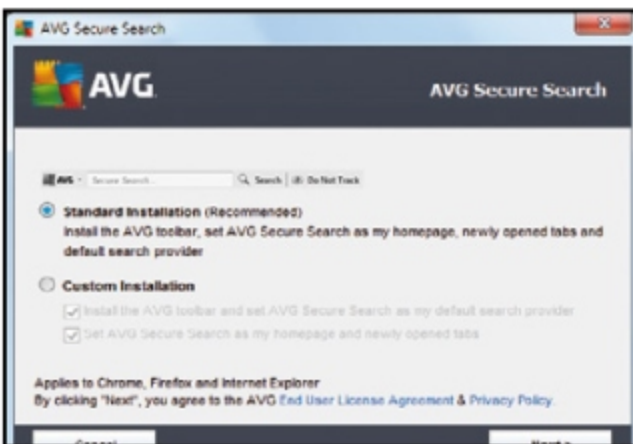 AVG Secure Search
AVG.
AVG Secure Search
AVG Secure Search... Search Do Not Track
Standard Installation (Recommended)
Install the AVG toolbar, set AVG Secure Search as my homepage, newly opened tabs and
default search provider
Custom Installation
Install the AVG toolbar and set AVG Secure Search as my default search provider
Set AVG Secure Search as my homepage and newly opened tabs
Applies to Chrome, Firefox and Internet Explorer
By clicking "Next", you agree to the AVG End User License Agreement & Privacy Policy.
Cancel Next